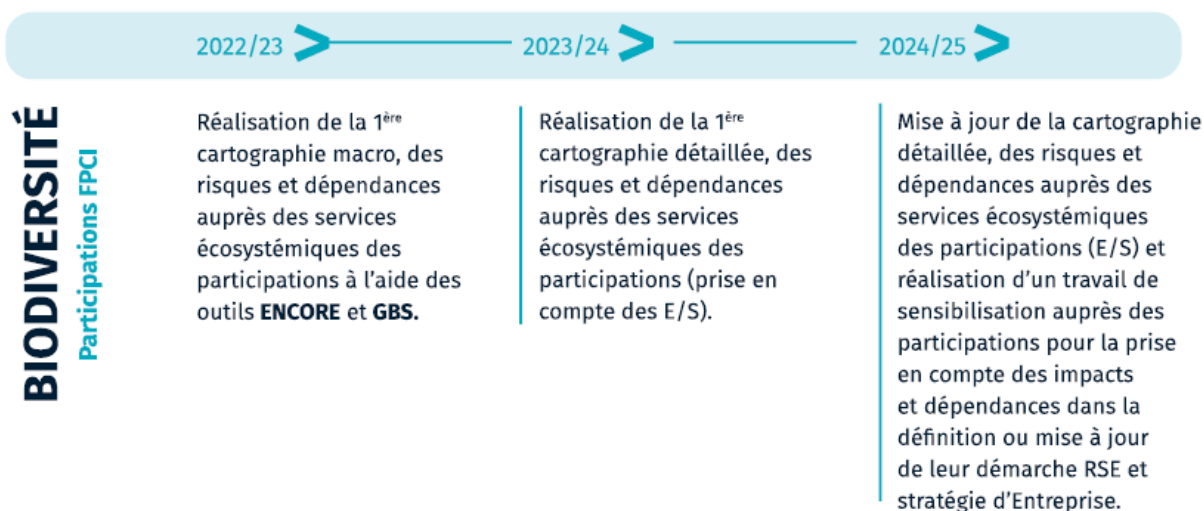 2022/23 > 2023/24 > 2024/25 >
BIODIVERSITÉ
Participations FPCI
Réalisation de la 1ère
cartographie macro, des
risques et dépendances
auprès des services
écosystémiques des
participations à l’aide des
outils ENCORE et GBS.
Réalisation de la 1ère
cartographie détaillée, des
risques et dépendances
auprès des services
écosystémiques des
participations (prise en
compte des E/S).
Mise à jour de la cartographie
détaillée, des risques et
dépendances auprès des
services écosystémiques
des participations (E/S) et
réalisation d’un travail de
sensibilisation auprès des
participations pour la prise
en compte des impacts
et dépendances dans la
définition ou mise à jour
de leur démarche RSE et
stratégie d’Entreprise.